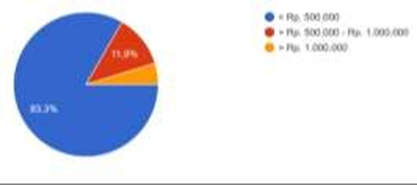 < Rp. 500.000
> Rp. 500.000 - Rp. 1.000.000
> Rp. 1.000.000
11,9%
83.3%